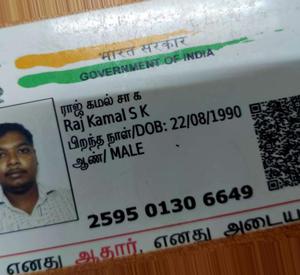 भारत सरकार
GOVERNMENT OF INDIA
ராஜ் கமல் சா க
Raj Kamal S K
பிறந்த நாள்/DOB: 22/08/1990
ஆண்/ MALE
2595 0130 6649
எனது ஆதார், எனது அடை